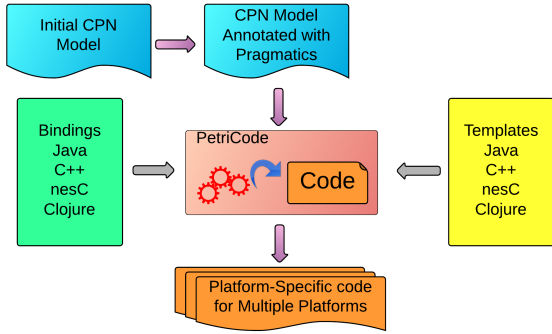 Initial CPN
Model
CPN Model
Annotated with
Pragmatics
Bindings
Java
C++
nesC
Clojure
PetriCode
Code
Templates
Java
C++
nesC
Clojure
Platform-Specific code
for Multiple Platforms